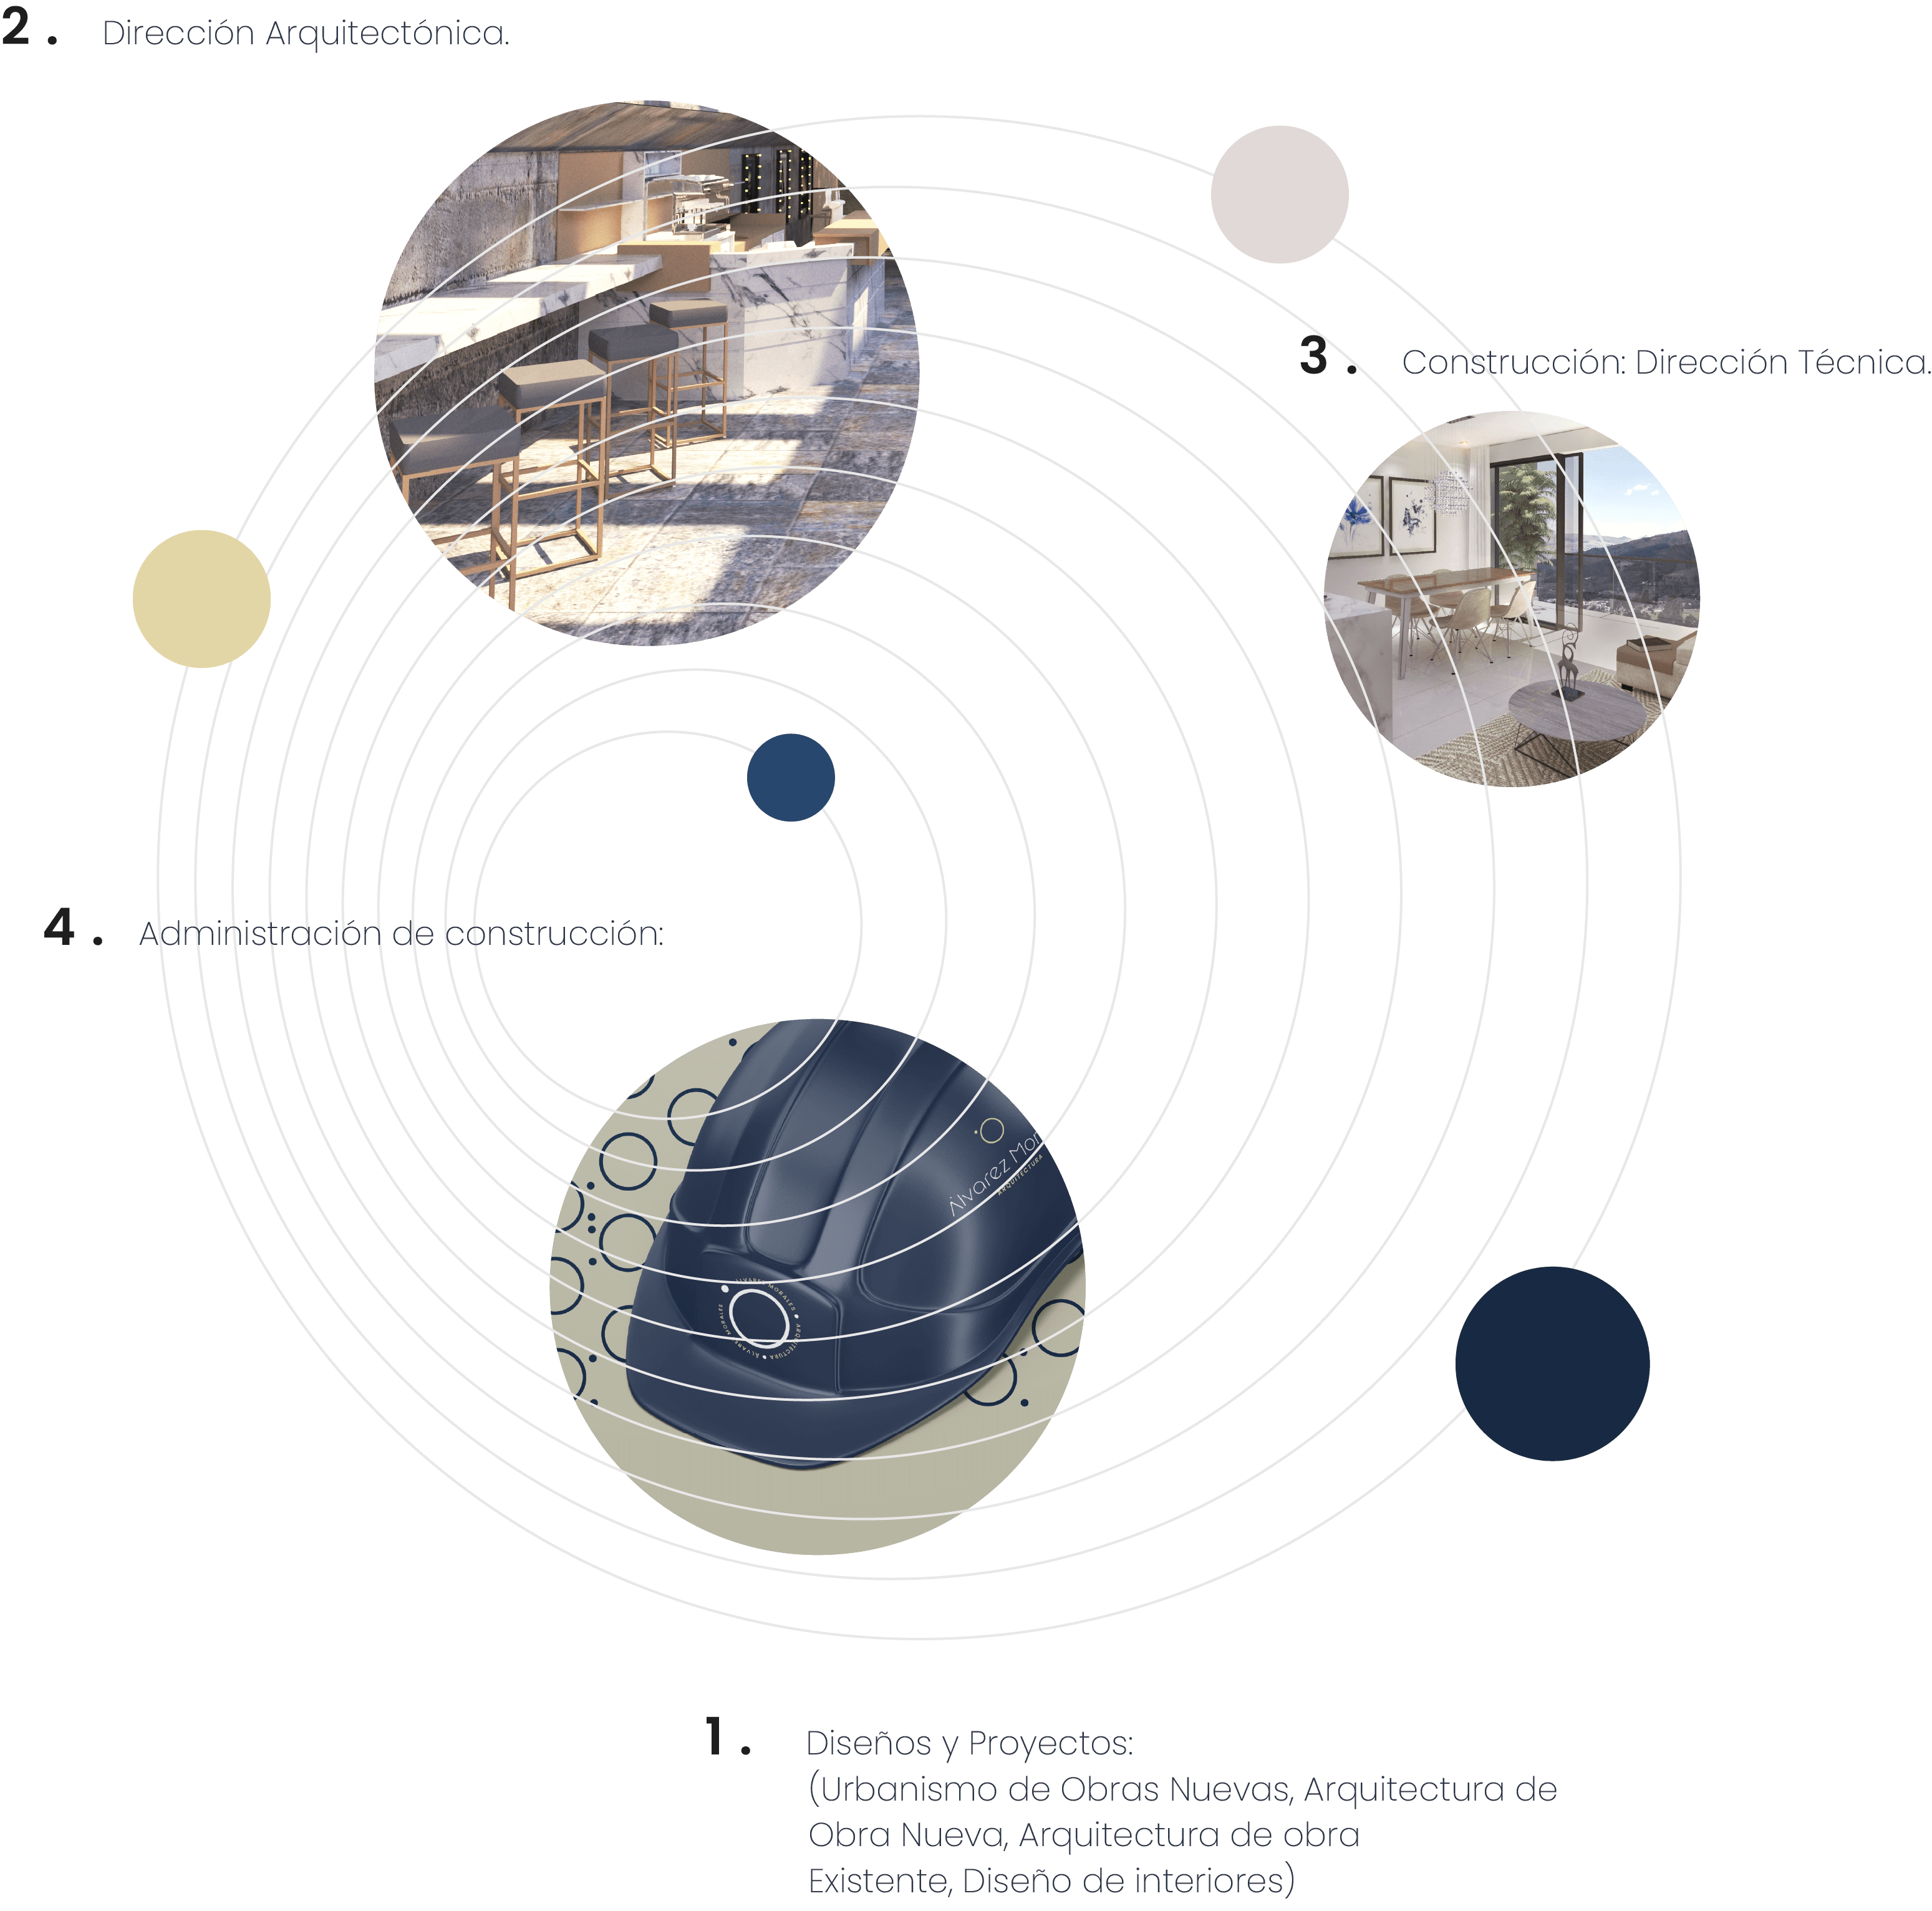 2 . Dirección Arquitectónica.
3 . Construcción: Dirección Técnica.
4 . Administración de construcción:
Álvarez Mor
ARQUITECTURA
ÁLVAREZ MORALES ● ARQUITECTURA ● ÁLVAREZ MORALES
1 . Diseños y Proyectos:
(Urbanismo de Obras Nuevas, Arquitectura de
Obra Nueva, Arquitectura de obra
Existente, Diseño de interiores)